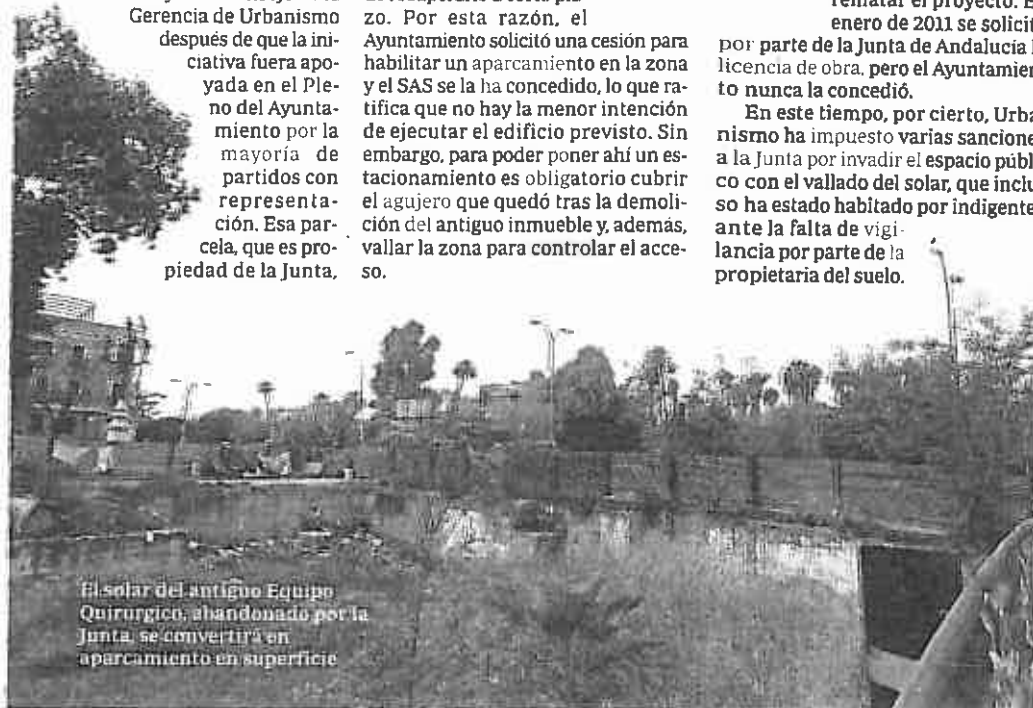 Gerencia de Urbanismo
después de que la ini-
ciativa fuera apo-
yada en el Ple-
no del Ayunta-
miento por la
mayoría de
partidos con
representa-
ción. Esa par-
cela, que es pro-
piedad de la Junta,
zo. Por esta razón, el
Ayuntamiento solicitó una cesión para
habilitar un aparcamiento en la zona
y el SAS se la ha concedido, lo que ra-
tifica que no hay la menor intención
de ejecutar el edificio previsto. Sin
embargo, para poder poner ahí un es-
tacionamiento es obligatorio cubrir
el agujero que quedó tras la demoli-
ción del antiguo inmueble y, además,
vallar la zona para controlar el acce-
so.
rematar el proyecto.
enero de 2011 se solicit
por parte de la Junta de Andalucía
licencia de obra, pero el Ayuntamien
to nunca la concedió.
En este tiempo, por cierto, Urba
nismo ha impuesto varias sancione
a la Junta por invadir el espacio públ
co con el vallado del solar, que inclu
so ha estado habitado por indigente
ante la falta de vigi-
lancia por parte de la
propietaria del suelo.
El solar del antiguo Equipo
Quirurgico, abandonado por la
Junta, se convertirá en
aparcamiento en superficie